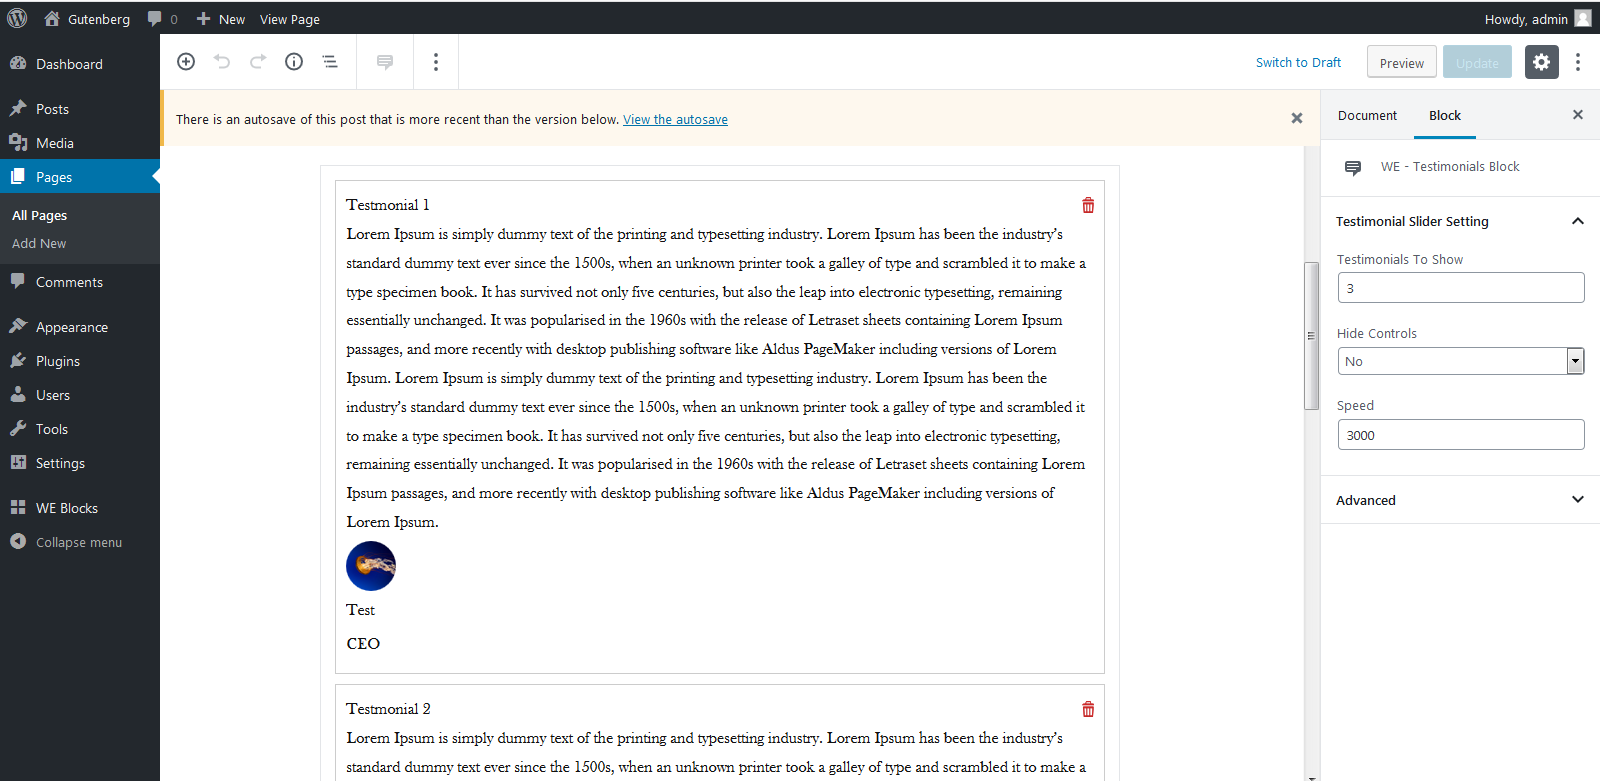 Gutenberg 0 New View Page Howdy, admin
Dashboard
Posts
Media
Pages
All Pages
Add New
Comments
Appearance
Plugins
Users
Tools
Settings
WE Blocks
Collapse menu
Switch to Draft Preview Update
There is an autosave of this post that is more recent than the version below. View the autosave
Testmonial 1
Lorem Ipsum is simply dummy text of the printing and typesetting industry. Lorem Ipsum has been the industry's
standard dummy text ever since the 1500s, when an unknown printer took a galley of type and scrambled it to make a
type specimen book. It has survived not only five centuries, but also the leap into electronic typesetting, remaining
essentially unchanged. It was popularised in the 1960s with the release of Letraset sheets containing Lorem Ipsum
passages, and more recently with desktop publishing software like Aldus PageMaker including versions of Lorem
Ipsum. Lorem Ipsum is simply dummy text of the printing and typesetting industry. Lorem Ipsum has been the
industry's standard dummy text ever since the 1500s, when an unknown printer took a galley of type and scrambled it
to make a type specimen book. It has survived not only five centuries, but also the leap into electronic typesetting,
remaining essentially unchanged. It was popularised in the 1960s with the release of Letraset sheets containing Lorem
Ipsum passages, and more recently with desktop publishing software like Aldus PageMaker including versions of
Lorem Ipsum.
Test
CEO
Testmonial 2
Lorem Ipsum is simply dummy text of the printing and typesetting industry. Lorem Ipsum has been the industry's
standard dummy text ever since the 1500s, when an unknown printer took a galley of type and scrambled it to make a
Document Block
WE - Testimonials Block
Testimonial Slider Setting
Testimonials To Show
3
Hide Controls
No
Speed
3000
Advanced